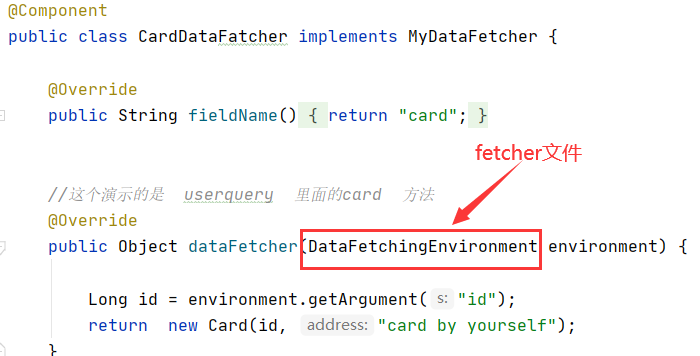 @Component
public class CardDataFatcher implements MyDataFetcher {
@Override
public String fieldName() { return "card"; }
fetcher文件
//这个演示的是 userquery 里面的card 方法
@Override
public Object dataFetcher(DataFetchingEnvironment environment) {
Long id = environment.getArgument( s: "id");
return new Card(id, address: "card by yourself");
}